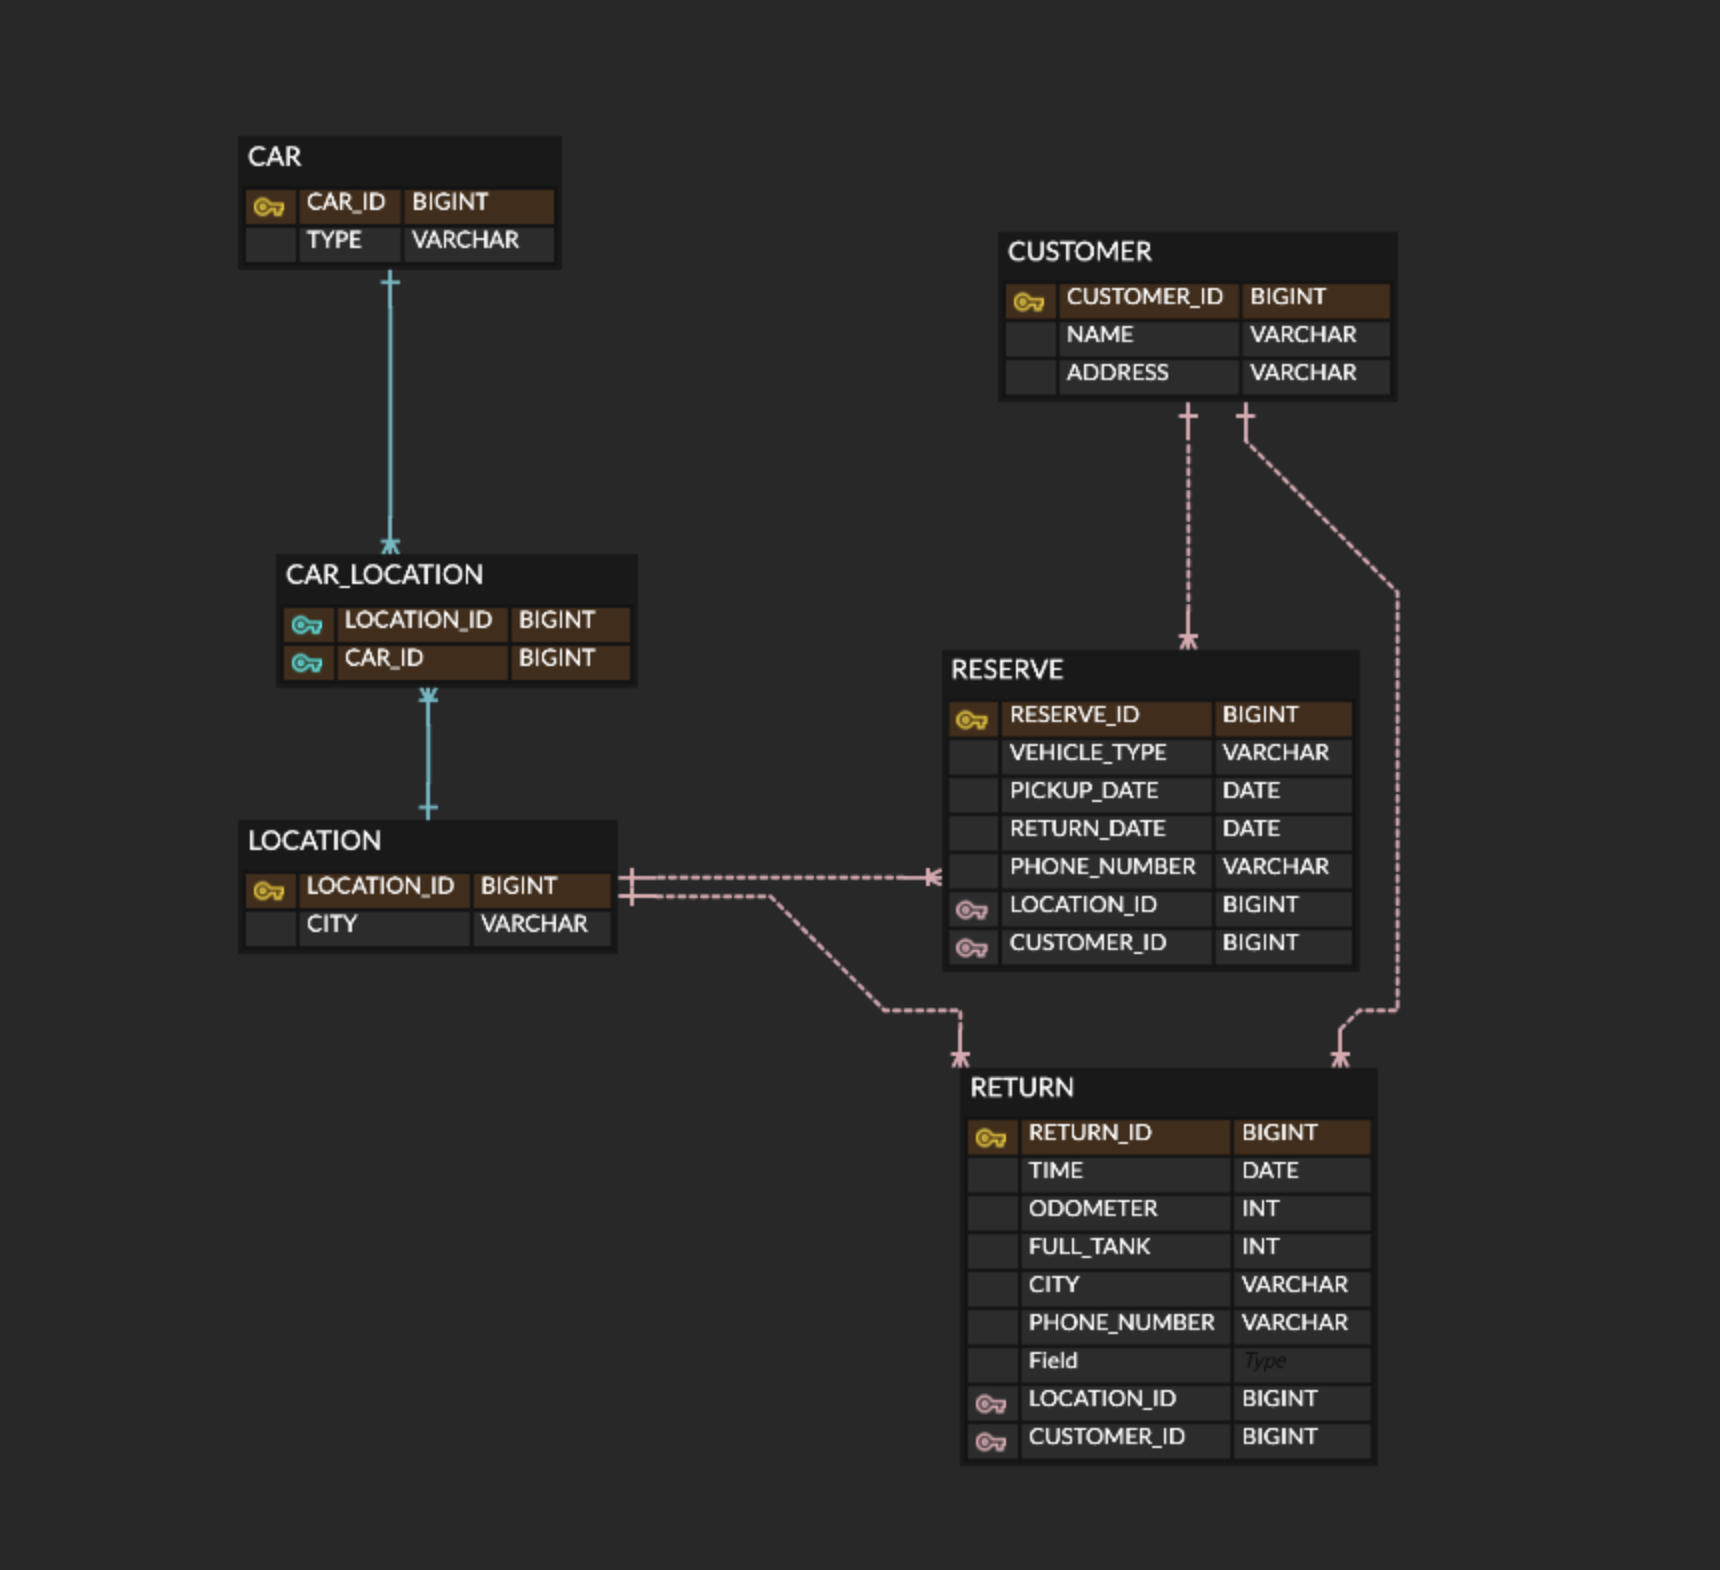 CAR
CAR_ID BIGINT
TYPE VARCHAR
CUSTOMER
CUSTOMER_ID BIGINT
NAME VARCHAR
ADDRESS VARCHAR
CAR_LOCATION
LOCATION_ID BIGINT
CAR_ID BIGINT
RESERVE
RESERVE_ID BIGINT
VEHICLE_TYPE VARCHAR
PICKUP_DATE DATE
RETURN_DATE DATE
PHONE_NUMBER VARCHAR
LOCATION_ID BIGINT
CUSTOMER_ID BIGINT
LOCATION
LOCATION_ID BIGINT
CITY VARCHAR
RETURN
RETURN_ID BIGINT
TIME DATE
ODOMETER INT
FULL_TANK INT
CITY VARCHAR
PHONE_NUMBER VARCHAR
Field Type
LOCATION_ID BIGINT
CUSTOMER_ID BIGINT